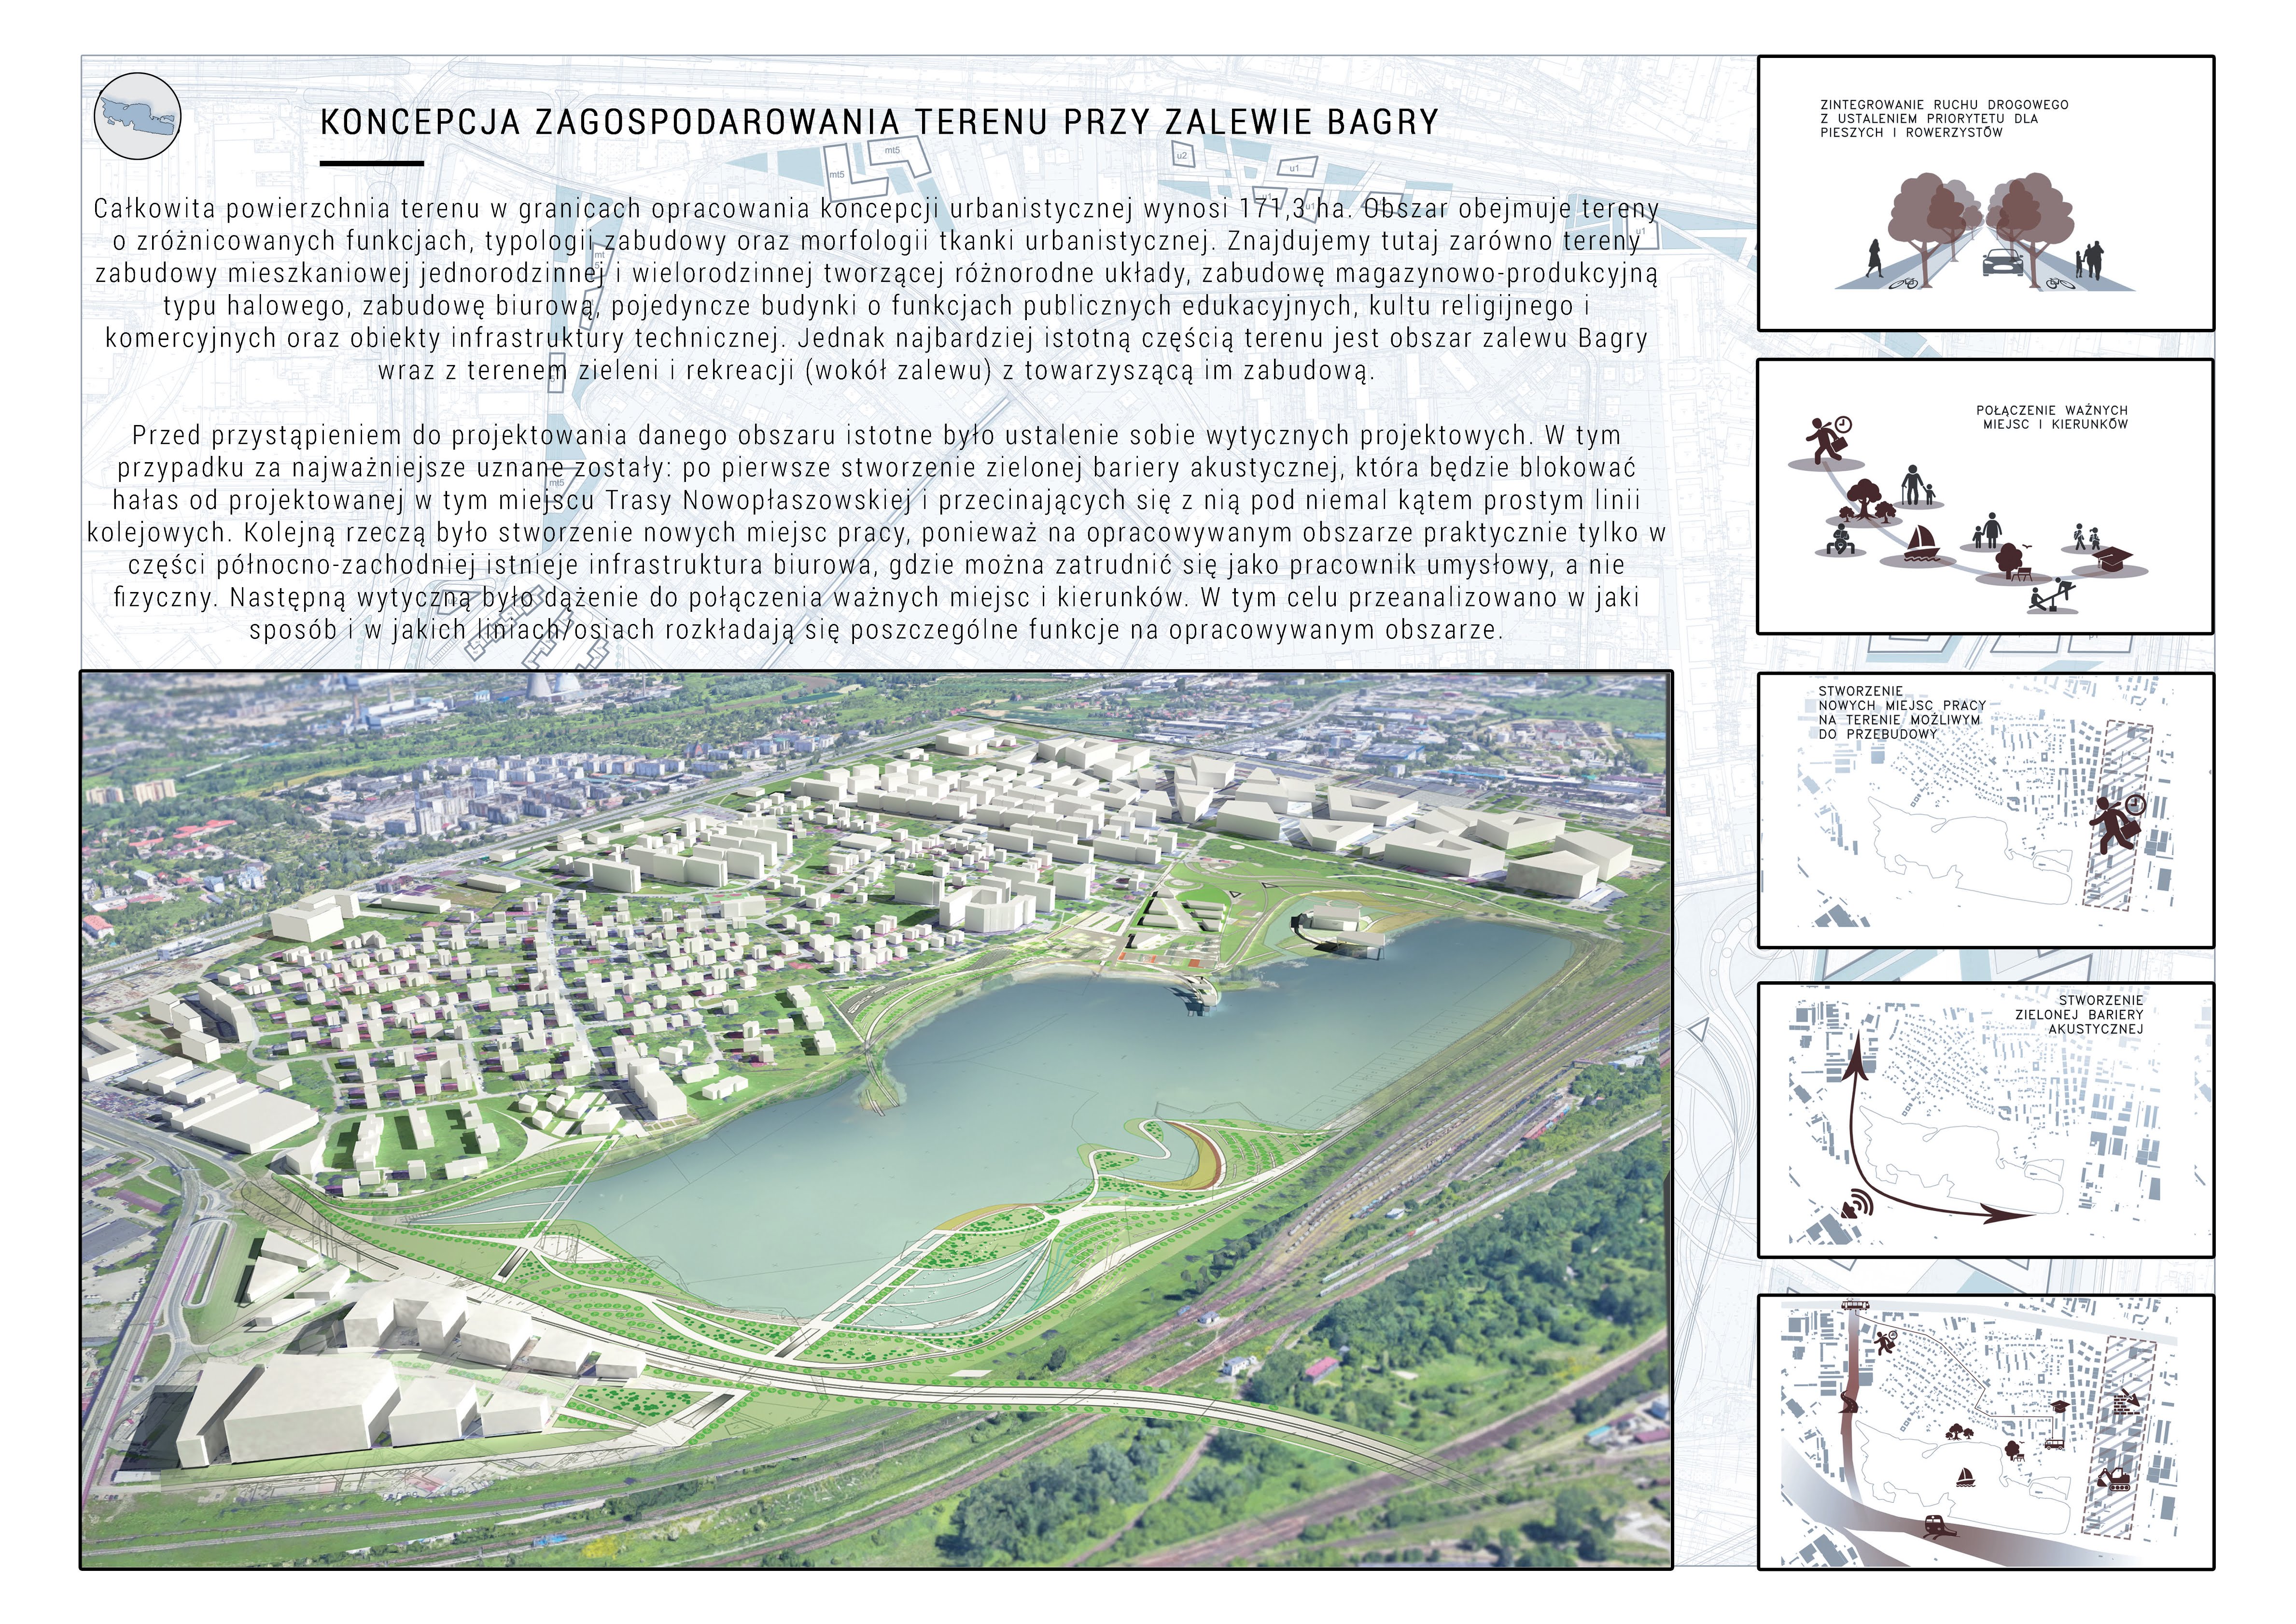 KONCEPCJA ZAGOSPODAROWANIA TERENU PRZY ZALEWIE BAGRY
Całkowita powierzchnia terenu w granicach opracowania koncepcji urbanistycznej wynosi 171,3 ha. Obszar obejmuje tereny
o zróżnicowanych funkcjach, typologii zabudowy oraz morfologii tkanki urbanistycznej. Znajdujemy tutaj zarówno tereny
zabudowy mieszkaniowej jednorodzinnej i wielorodzinnej tworzącej różnorodne układy, zabudowę magazynowo-produkcyjną
typu halowego, zabudowę biurową, pojedyncze budynki o funkcjach publicznych edukacyjnych, kultu religijnego i
komercyjnych oraz obiekty infrastruktury technicznej. Jednak najbardziej istotną częścią terenu jest obszar zalewu Bagry
wraz z terenem zieleni i rekreacji (wokół zalewu) z towarzyszącą im zabudową.
Przed przystąpieniem do projektowania danego obszaru istotne było ustalenie sobie wytycznych projektowych. W tym
przypadku za najważniejsze uznane zostały: po pierwsze stworzenie zielonej bariery akustycznej, która będzie blokować
hałas od projektowanej w tym miejscu Trasy Nowopłaszowskiej i przecinających się z nią pod niemal kątem prostym linii
kolejowych. Kolejną rzeczą było stworzenie nowych miejsc pracy, ponieważ na opracowywanym obszarze praktycznie tylko w
części północno-zachodniej istnieje infrastruktura biurowa, gdzie można zatrudnić się jako pracownik umysłowy, a nie
fizyczny. Następną wytyczną było dążenie do połączenia ważnych miejsc i kierunków. W tym celu przeanalizowano w jaki
sposób i w jakich liniach/osiach rozkładają się poszczególne funkcje na opracowywanym obszarze.
mt5
mt5
u2
u1
u1
u1
u1
mt
mt5
ZINTEGROWANIE RUCHU DROGOWEGO
Z USTALENIEM PRIORYTETU DLA
PIESZYCH I ROWERZYSTÓW
POŁĄCZENIE WAŻNYCH
MIEJSC I KIERUNKÓW
STWORZENIE
NOWYCH MIEJSC PRACY
NA TERENIE MOŻLIWYM
DO PRZEBUDOWY
STWORZENIE
ZIELONEJ BARIERY
AKUSTYCZNEJ